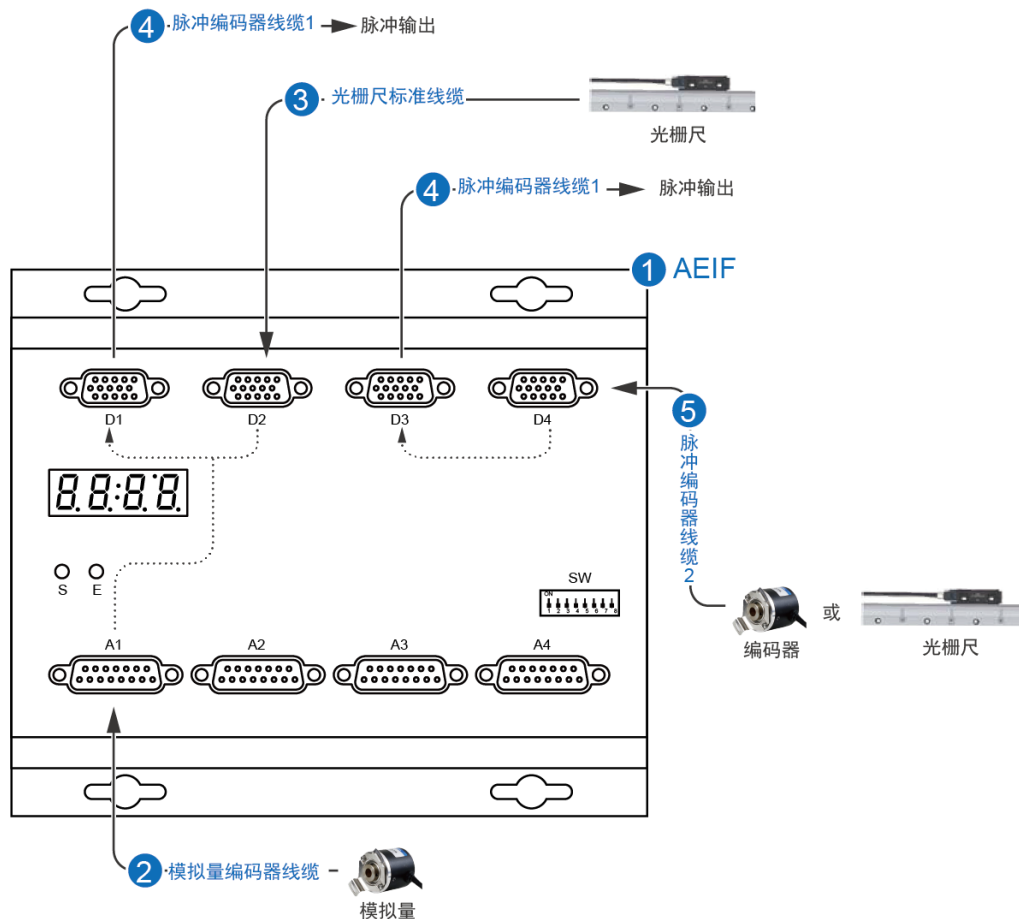 4 脉冲编码器线缆1 脉冲输出
3 光栅尺标准线缆
光栅尺
4 脉冲编码器线缆1 脉冲输出
1 AEIF
D1 D2 D3 D4
5
脉冲编码器线缆2
88:88
S E
SW
ON
1 2 3 4 5 6 7 8
A1 A2 A3 A4
或
编码器 光栅尺
2 模拟量编码器线缆
模拟量